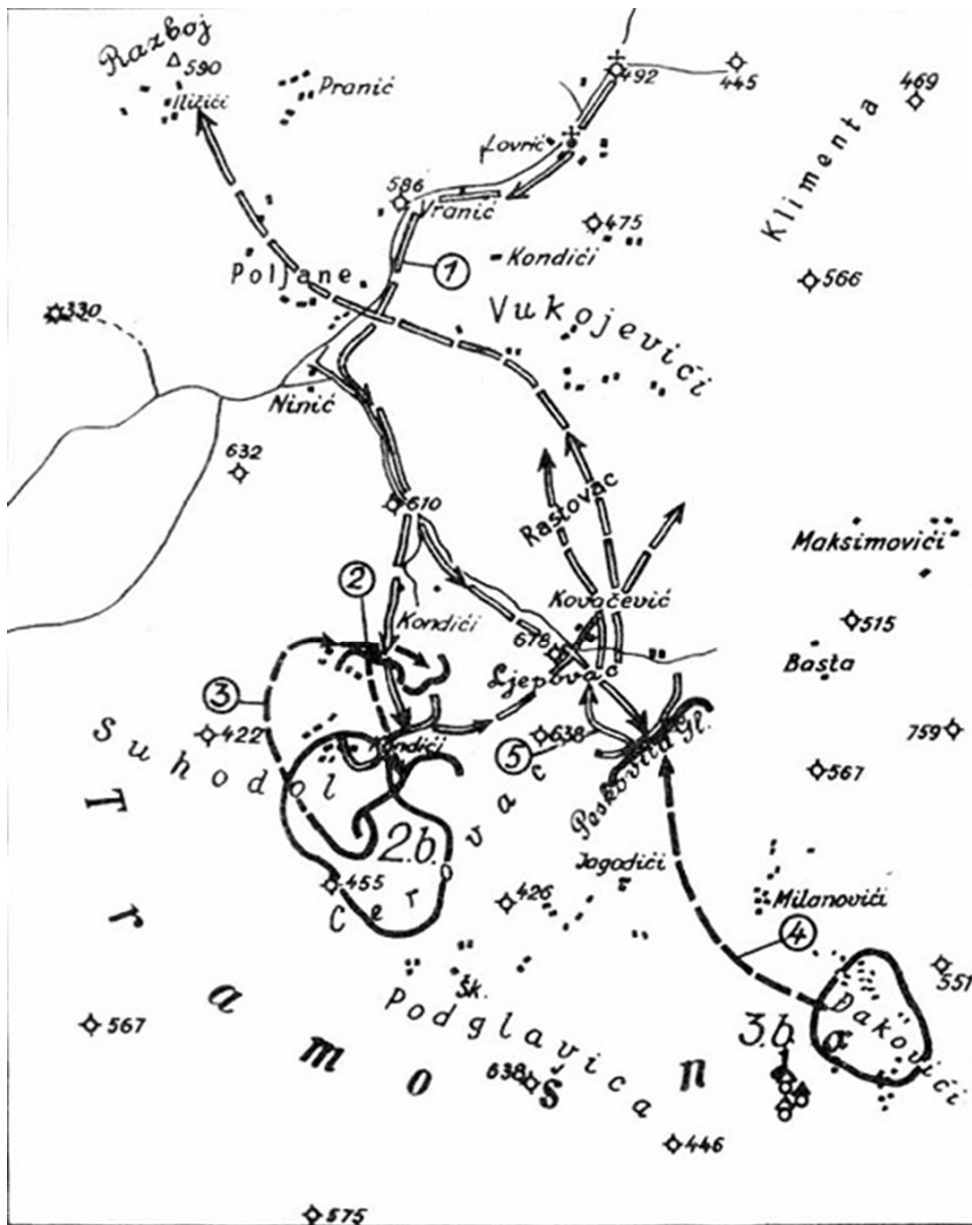 Razboj
590
Iližići
Pranić
492
445
469
Lovrić
586
Vranić
Klimenta
475
Kondići
1
Poljane
566
330
Vukojevići
Ninić
632
610
Rastovac
Maksimovići
2
Kondići
Kovačević
515
678
Basta
Ljepovac
3
422
Suhodol
Kondići
638
5
759
567
Peskovita Gl.
2.b.
Cerovac
455
426
Jagodići
Milanovići
4
551
Šk.
Podglavica
Đakovići
3.b.
567
638
Tramošna
446
575